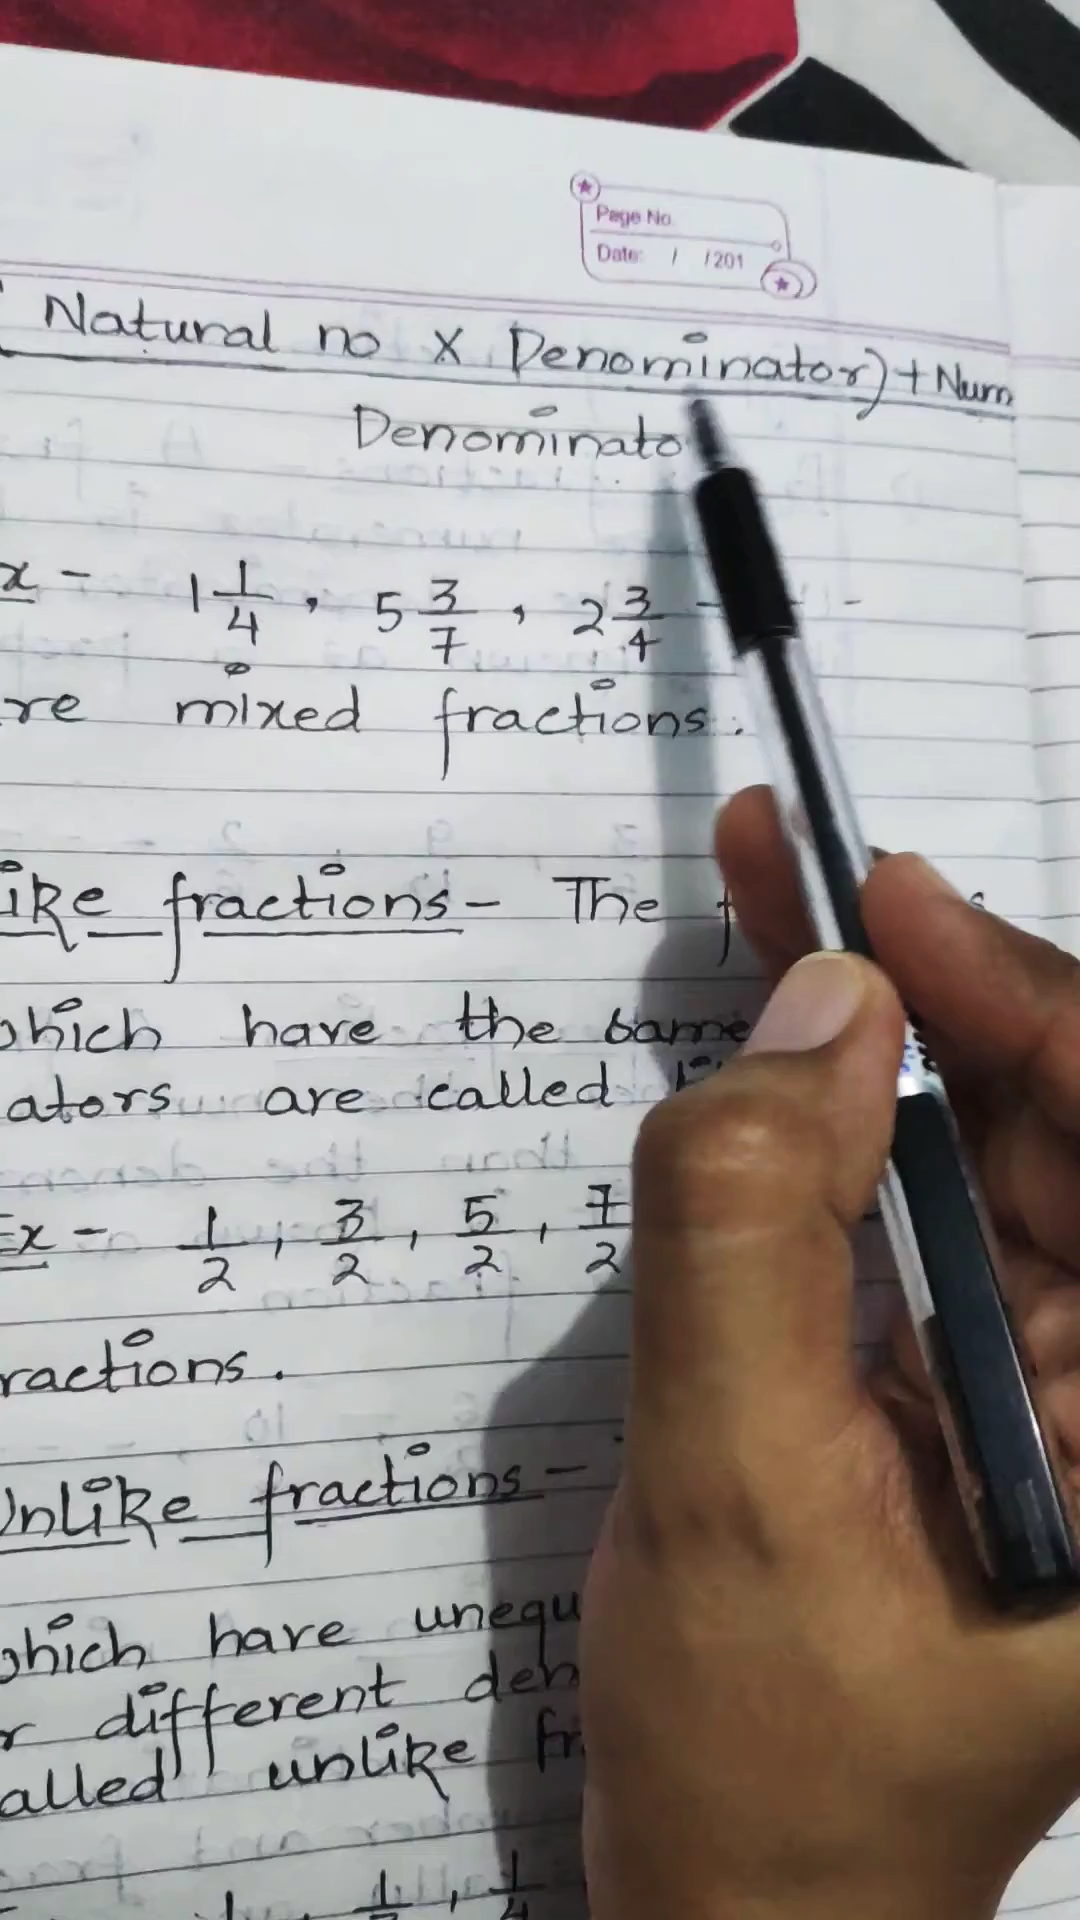 Page No.
Date: / /201
( Natural no x Denominator) + Num
Denominato
x - 1 1/4, 5 3/7, 2 3/4 - -
re mixed fractions.
ike fractions - The f
which have the same
ators are called
Ex - 1/2, 3/2, 5/2, 7/2
ractions.
Unlike fractions -
which have unequ
r different den
alled unlike fr